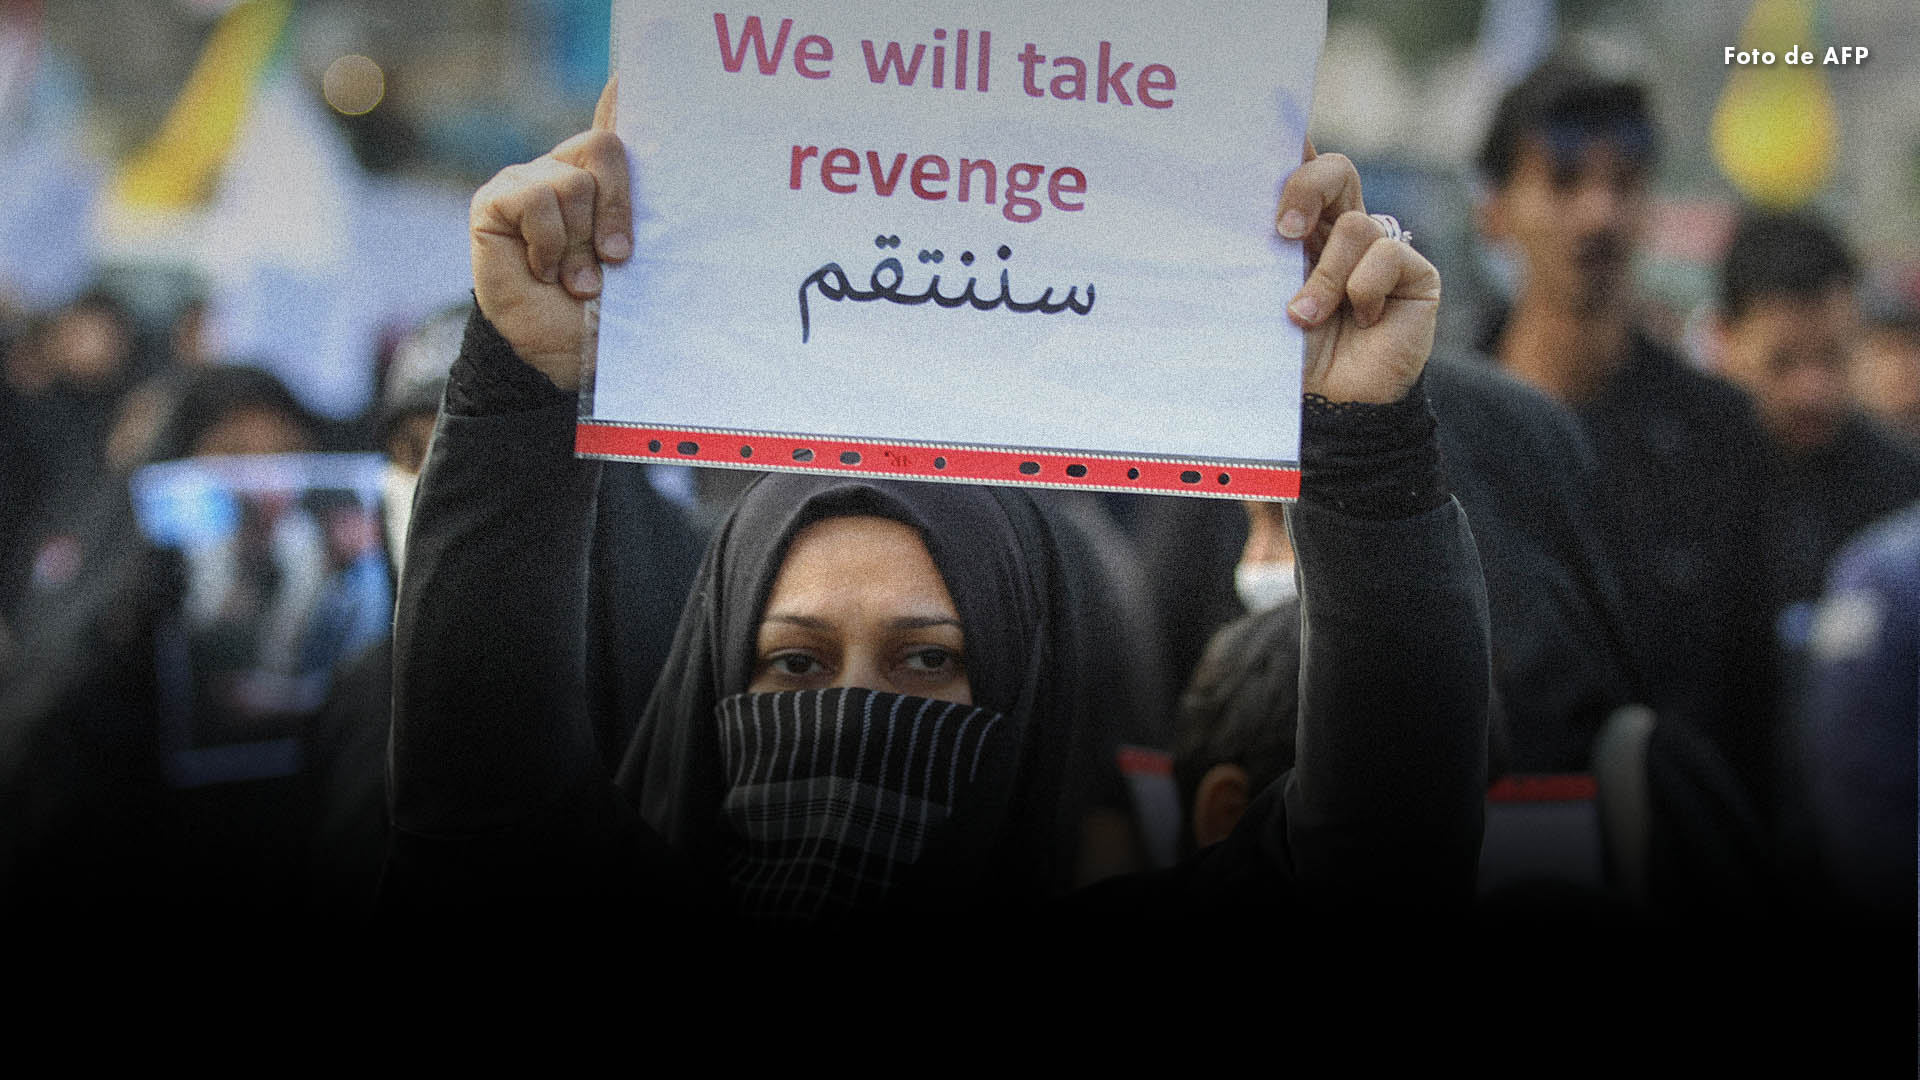 Foto de AFP
We will take
revenge
سننتقم